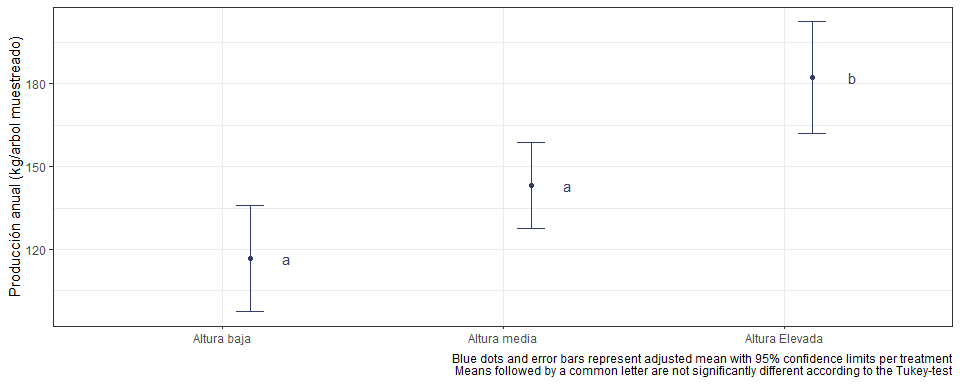 Producción anual (kg/arbol muestreado)
180
150
120
a
a
b
Altura baja
Altura media
Altura Elevada
Blue dots and error bars represent adjusted mean with 95% confidence limits per treatment
Means followed by a common letter are not significantly different according to the Tukey-test